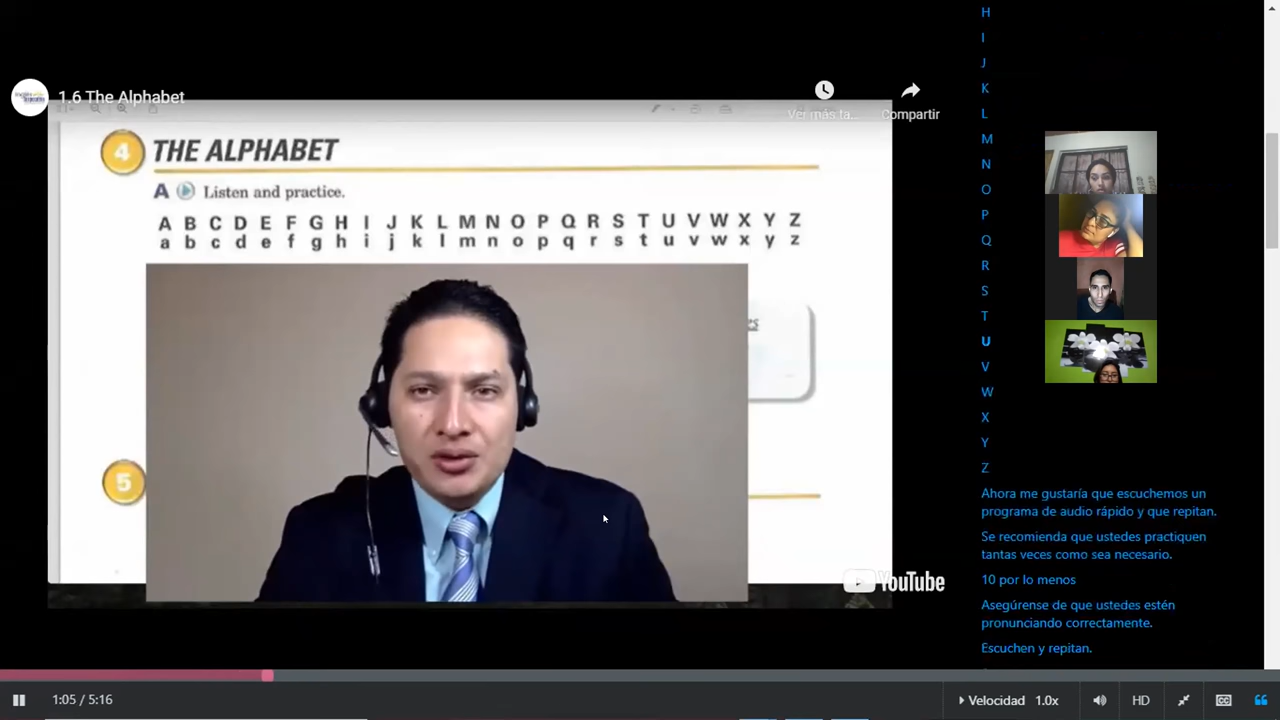 1.6 The Alphabet
Ver más ta...
Compartir
4 THE ALPHABET
A Listen and practice.
A B C D E F G H I J K L M N O P Q R S T U V W X Y Z
a b c d e f g h i j k l m n o p q r s t u v w x y z
5
YouTube
H
I
J
K
L
M
N
O
P
Q
R
S
T
U
V
W
X
Y
Z
Ahora me gustaría que escuchemos un
programa de audio rápido y que repitan.
Se recomienda que ustedes practiquen
tantas veces como sea necesario.
10 por lo menos
Asegúrense de que ustedes estén
pronunciando correctamente.
Escuchen y repitan.
1:05 / 5:16
Velocidad 1.0x
HD